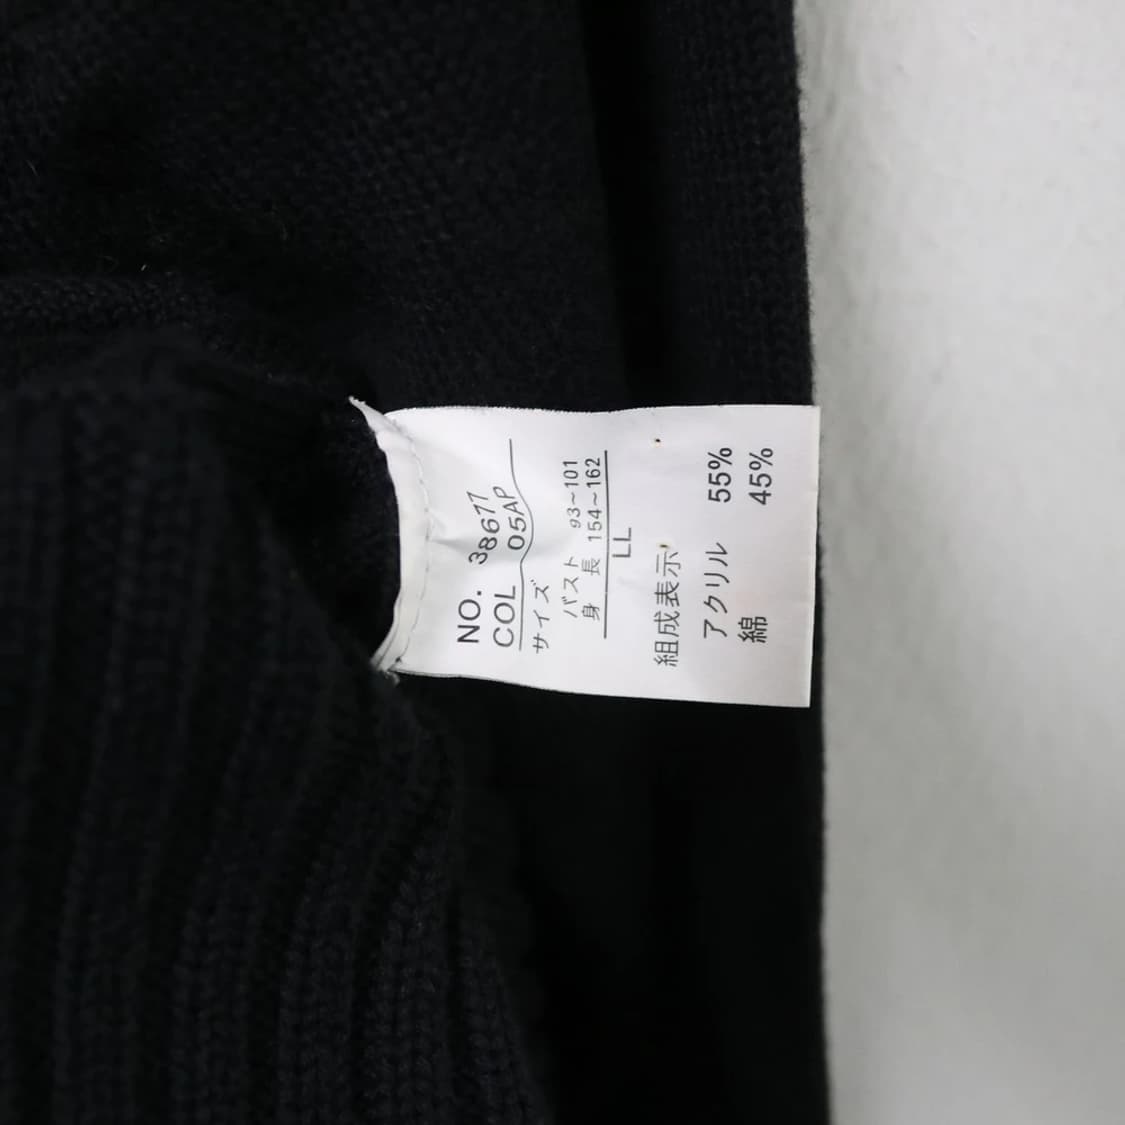 NO. 38677
COL 05AP
サイズ
バスト 93~101
身 長 154~162
LL
組成表示
アクリル 55%
綿 45%